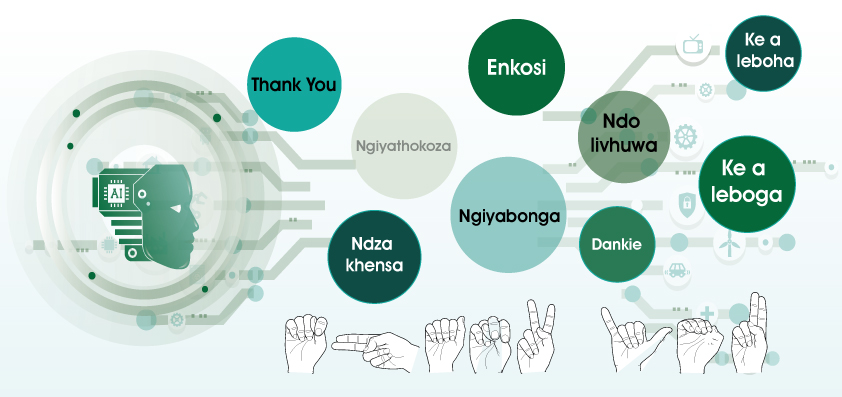 AI
Thank You
Ngiyathokoza
Ndza
khensa
Enkosi
Ngiyabonga
Ndo
livhuwa
Dankie
Ke a
leboha
Ke a
leboga